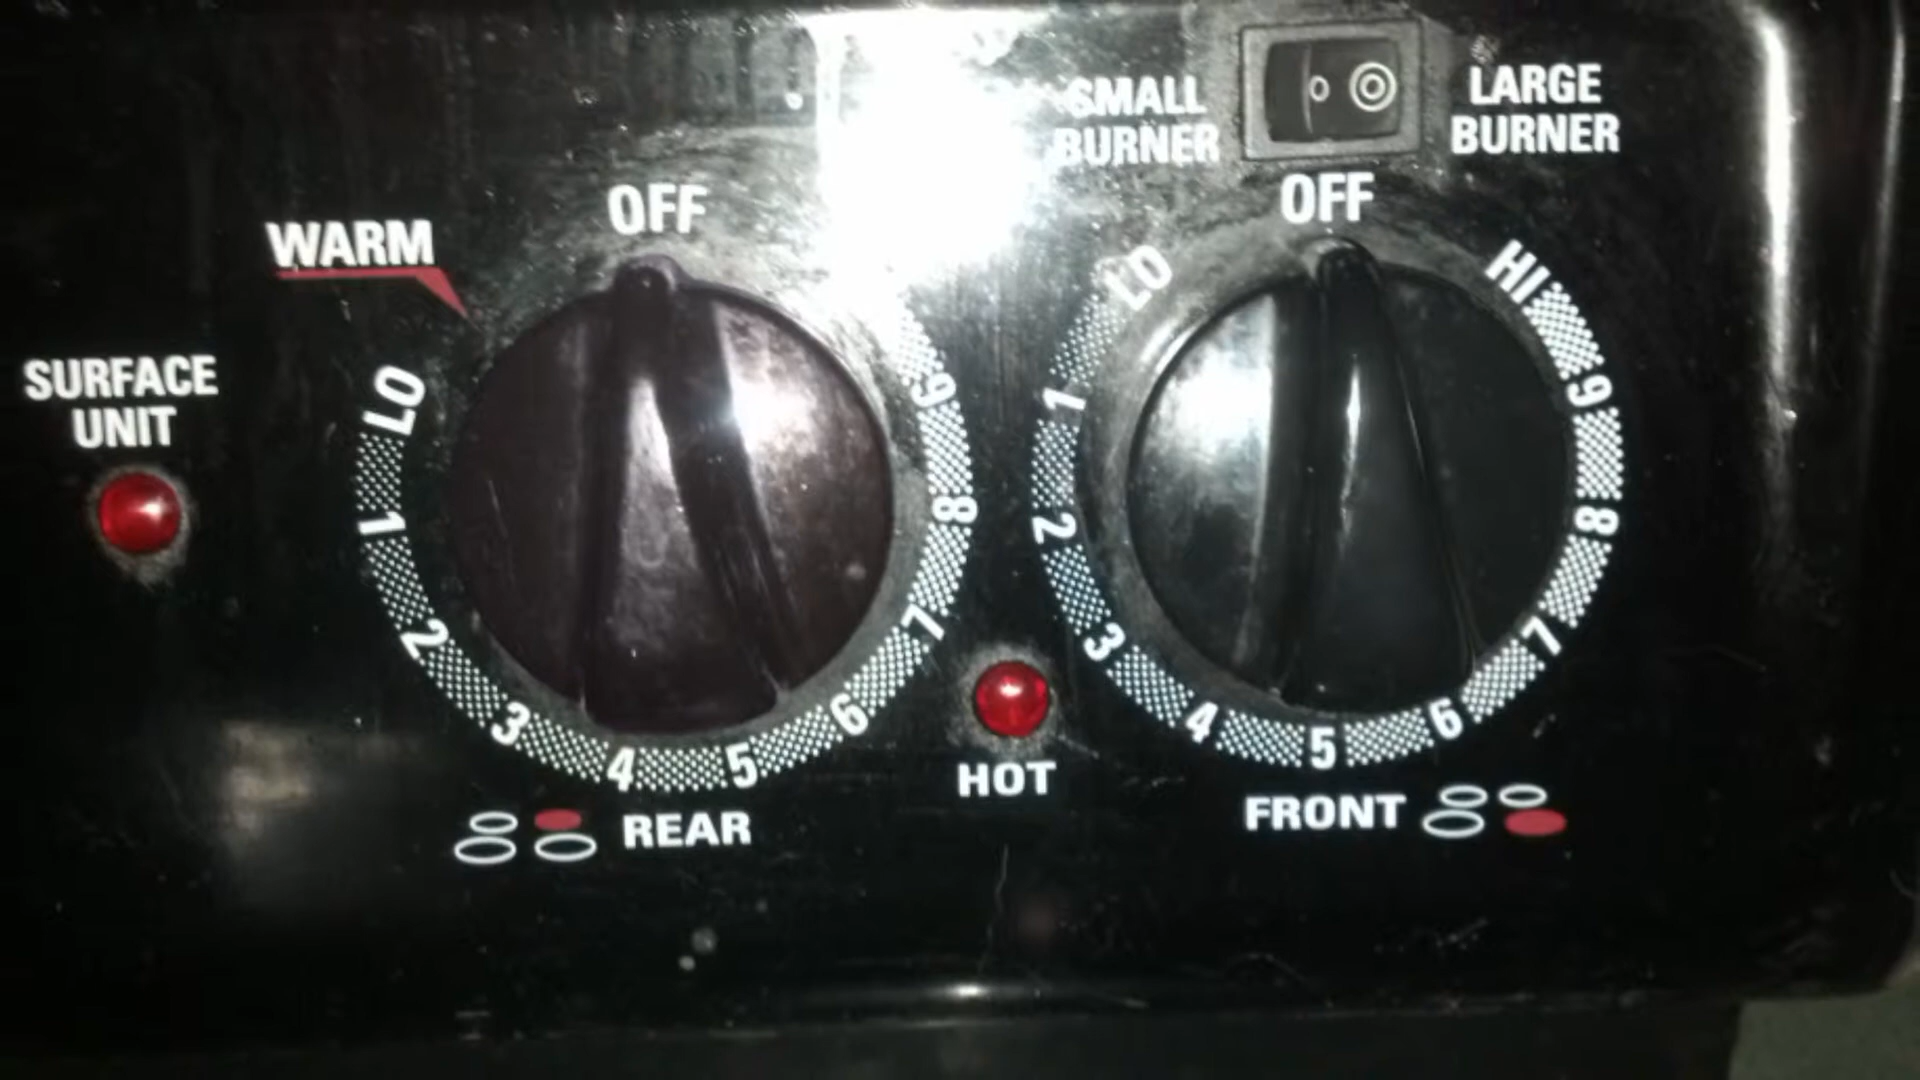 SMALL
BURNER
LARGE
BURNER
OFF
OFF
WARM
LO
HI
SURFACE
UNIT
LO
9
1
9
1
8
2
8
2
7
3
7
3
6
4
6
4
5
5
HOT
REAR
FRONT